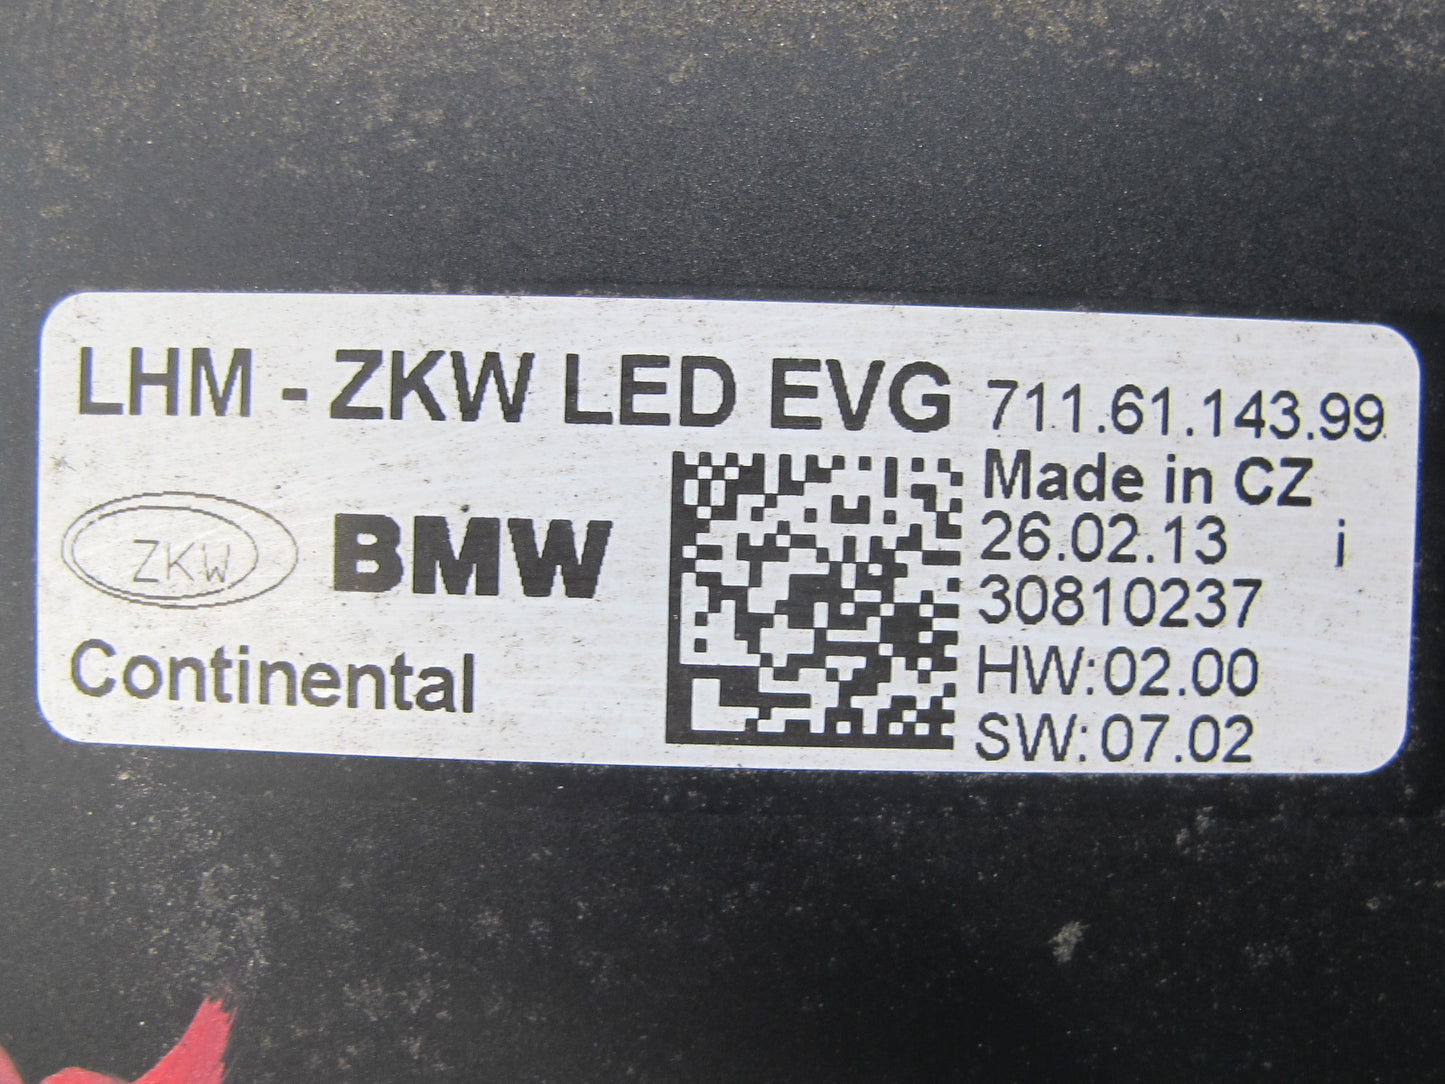 LHM - ZKW LED EVG 711.61.143.99
Made in CZ
ZKW BMW
26.02.13 i
30810237
Continental
HW:02.00
SW:07.02